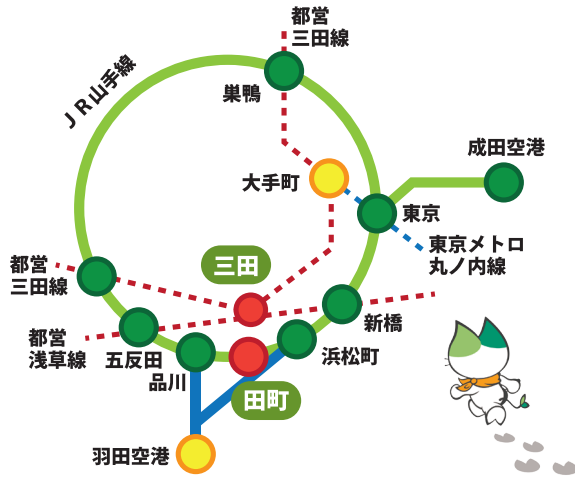 都営
三田線
JR山手線
巣鴨
成田空港
大手町
東京
三田
東京メトロ
丸ノ内線
都営
三田線
新橋
都営
浅草線
五反田
浜松町
品川
田町
羽田空港